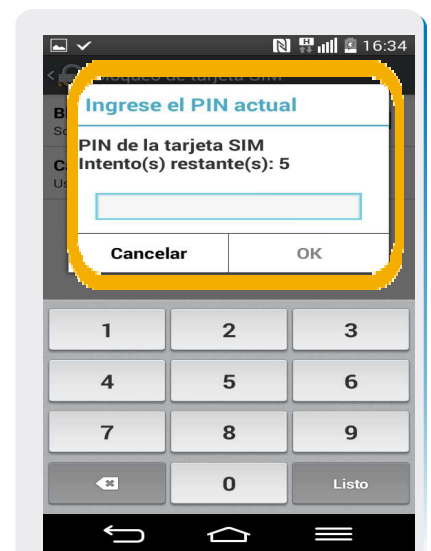 16:34
Bloqueo de tarjeta SIM
Ingrese el PIN actual
PIN de la tarjeta SIM
Intento(s) restante(s): 5
Cancelar OK
1 2 3
4 5 6
7 8 9
0 Listo